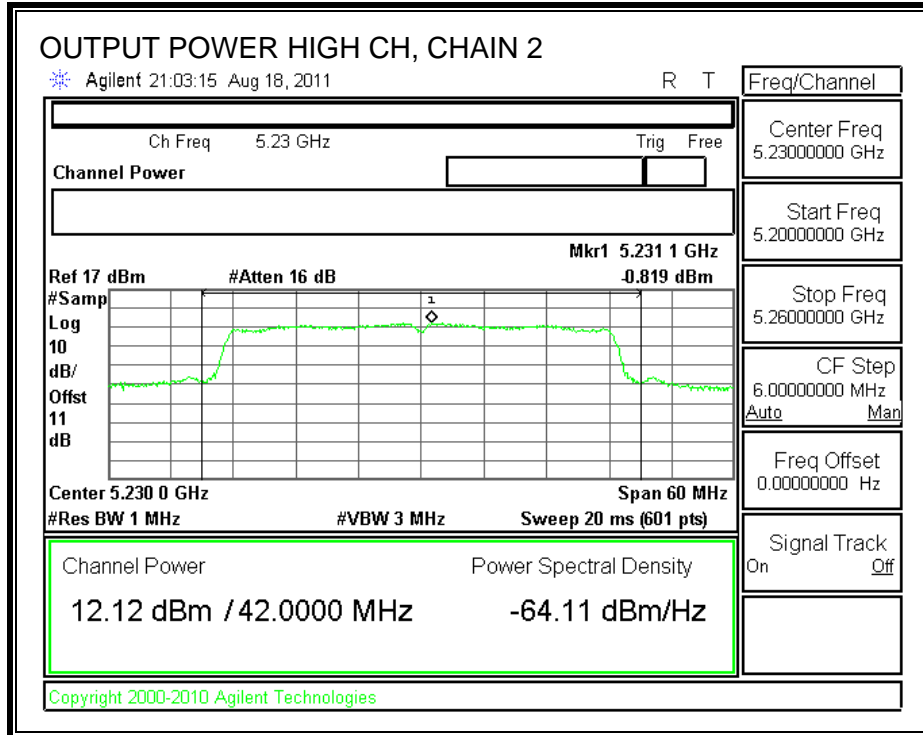 OUTPUT POWER HIGH CH, CHAIN 2
Agilent 21:03:15 Aug 18, 2011 R T
Freq/Channel
Ch Freq 5.23 GHz Trig Free
Channel Power
Center Freq
5.23000000 GHz
Start Freq
5.20000000 GHz
Stop Freq
5.26000000 GHz
CF Step
6.00000000 MHz
Auto Man
Freq Offset
0.00000000 Hz
Signal Track
On Off
Mkr1 5.231 1 GHz
Ref 17 dBm #Atten 16 dB -0.819 dBm
#Samp
Log
10
dB/
Offst
11
dB
1
Center 5.230 0 GHz Span 60 MHz
#Res BW 1 MHz #VBW 3 MHz Sweep 20 ms (601 pts)
Channel Power Power Spectral Density
12.12 dBm / 42.0000 MHz -64.11 dBm/Hz
Copyright 2000-2010 Agilent Technologies